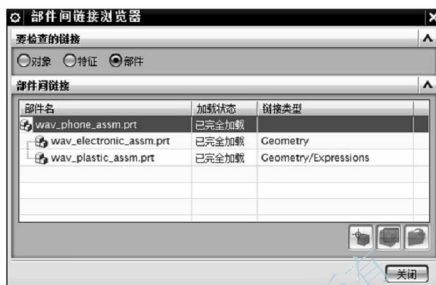 部件间链接浏览器
要检查的链接
对象 特征 部件
部件间链接
部件名 加载状态 链接类型
wav_phone_assm.prt 已完全加载
wav_electronic_assm.prt 已完全加载 Geometry
wav_plastic_assm.prt 已完全加载 Geometry/Expressions
关闭